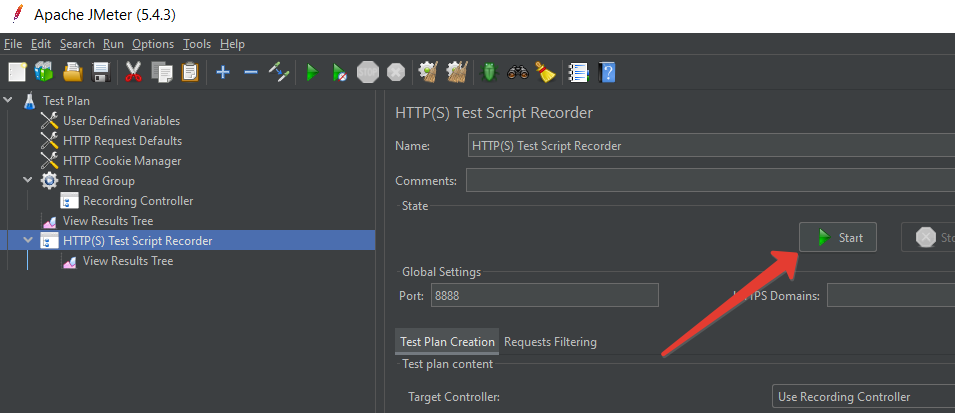 Apache JMeter (5.4.3)
File Edit Search Run Options Tools Help
STOP
Test Plan
User Defined Variables
HTTP Request Defaults
HTTP Cookie Manager
Thread Group
Recording Controller
View Results Tree
HTTP(S) Test Script Recorder
View Results Tree
HTTP(S) Test Script Recorder
Name: HTTP(S) Test Script Recorder
Comments:
State
Start Sto
Global Settings
Port: 8888 Domains:
Test Plan Creation Requests Filtering
Test plan content
Target Controller: Use Recording Controller